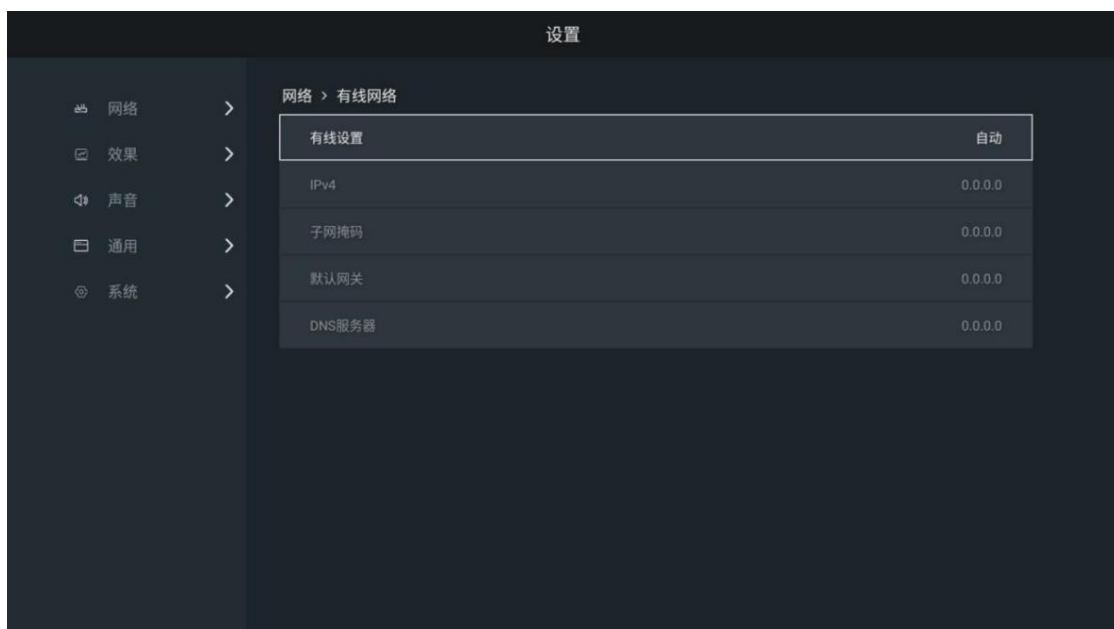 设置
网络
效果
声音
通用
系统
网络 > 有线网络
有线设置 自动
IPv4 0.0.0.0
子网掩码 0.0.0.0
默认网关 0.0.0.0
DNS服务器 0.0.0.0